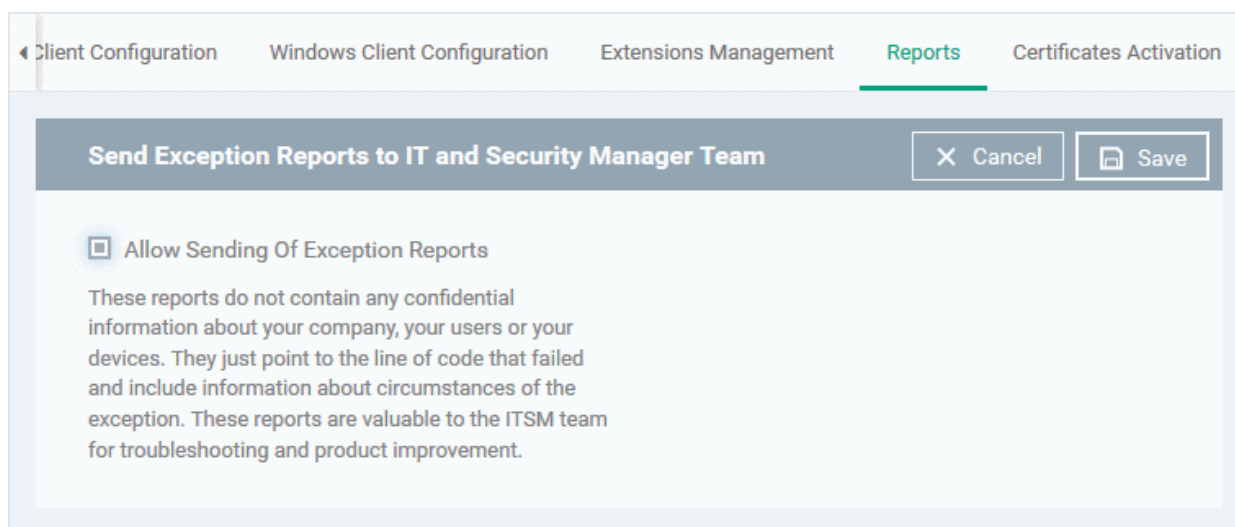 Client Configuration Windows Client Configuration Extensions Management Reports Certificates Activation
Send Exception Reports to IT and Security Manager Team Cancel Save
Allow Sending Of Exception Reports
These reports do not contain any confidential
information about your company, your users or your
devices. They just point to the line of code that failed
and include information about circumstances of the
exception. These reports are valuable to the ITSM team
for troubleshooting and product improvement.